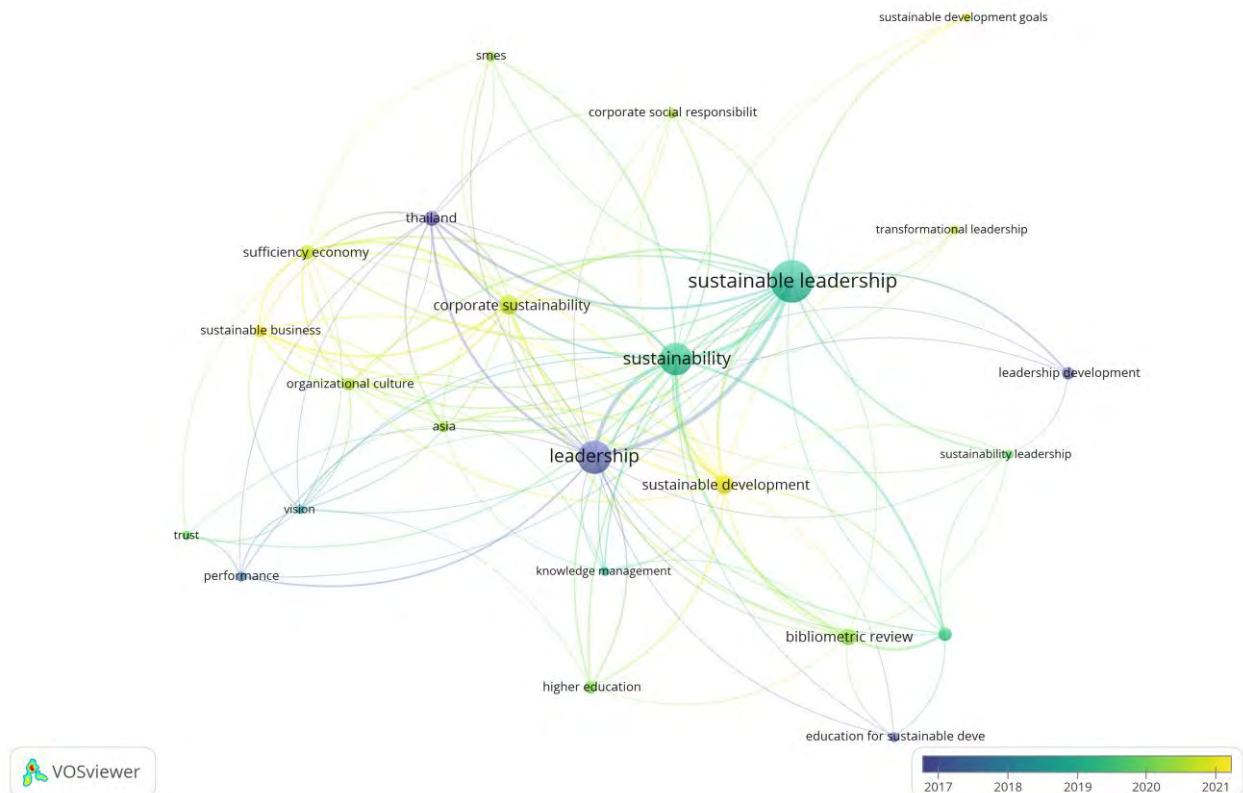 sustainable development goals
smes
corporate social responsibilit
thailand
transformational leadership
sufficiency economy
sustainable leadership
corporate sustainability
sustainable business
sustainability
leadership development
organizational culture
asia
leadership
sustainability leadership
sustainable development
vision
trust
knowledge management
performance
bibliometric review
higher education
education for sustainable deve
VOSviewer
2017 2018 2019 2020 2021